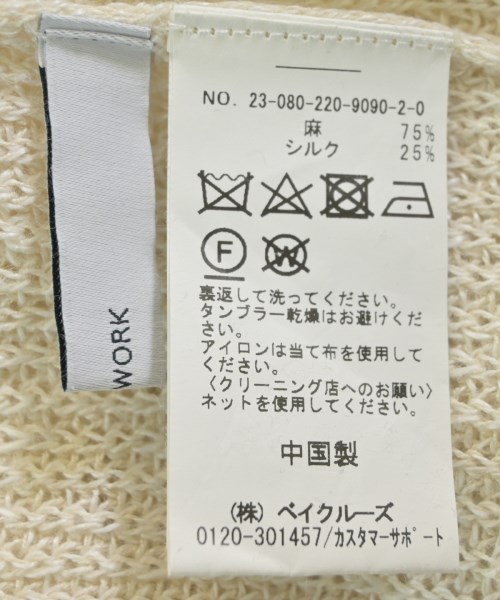 WORK
NO. 23-080-220-9090-2-0
麻 75%
シルク 25%
F W
裏返して洗ってください。
タンブラー乾燥はお避けくださ
い。
アイロンは当て布を使用して
ください。
〈クリーニング店へのお願い〉
ネットを使用してください。
中国製
(株) ベイクルーズ
0120-301457/カスタマーサポート